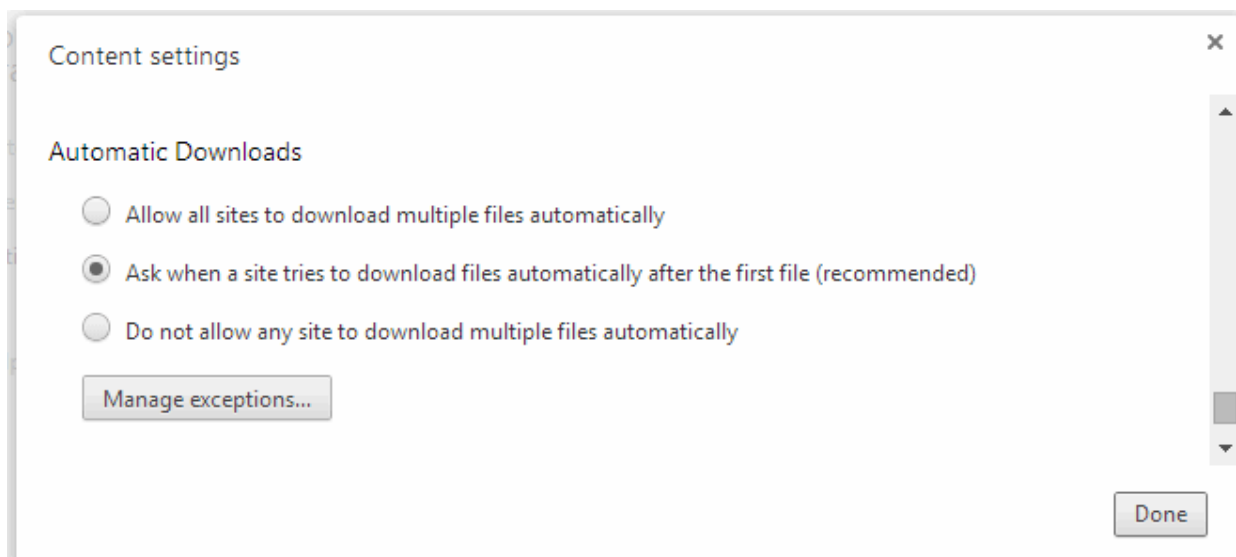 Content settings
Automatic Downloads
Allow all sites to download multiple files automatically
Ask when a site tries to download files automatically after the first file (recommended)
Do not allow any site to download multiple files automatically
Manage exceptions...
Done